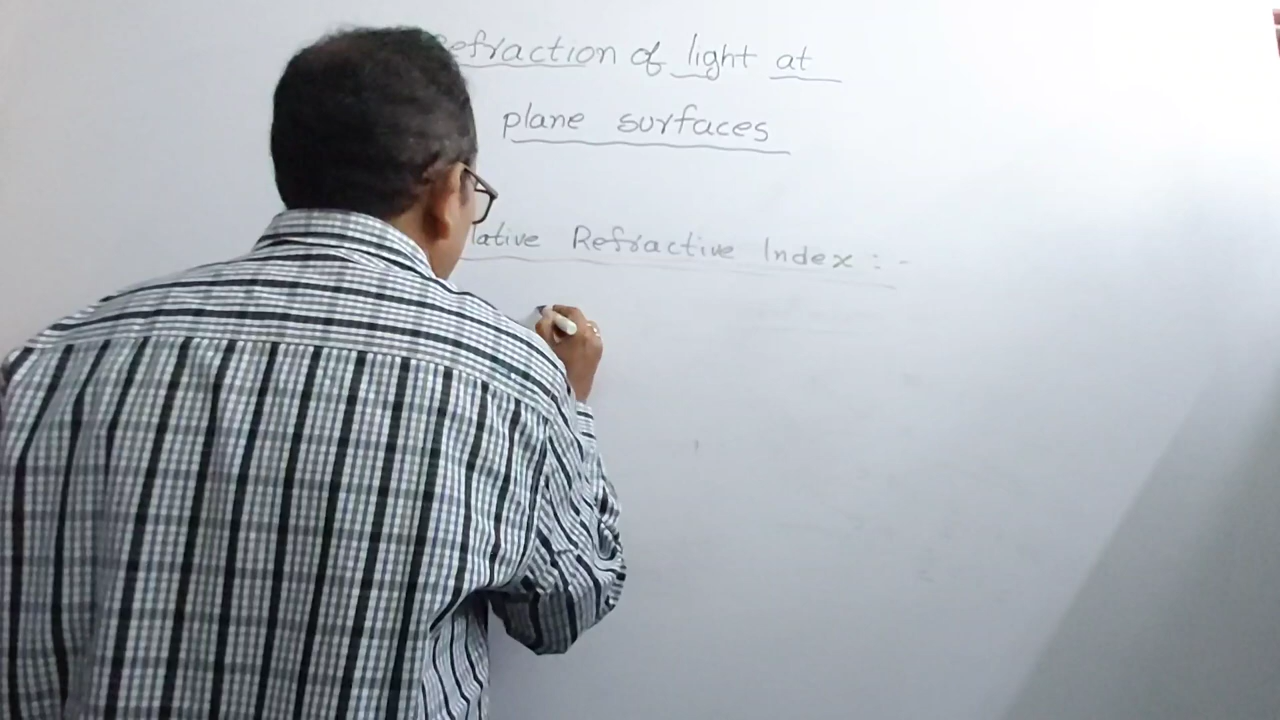 efraction of light at
plane surfaces
lative Refractive Index :-